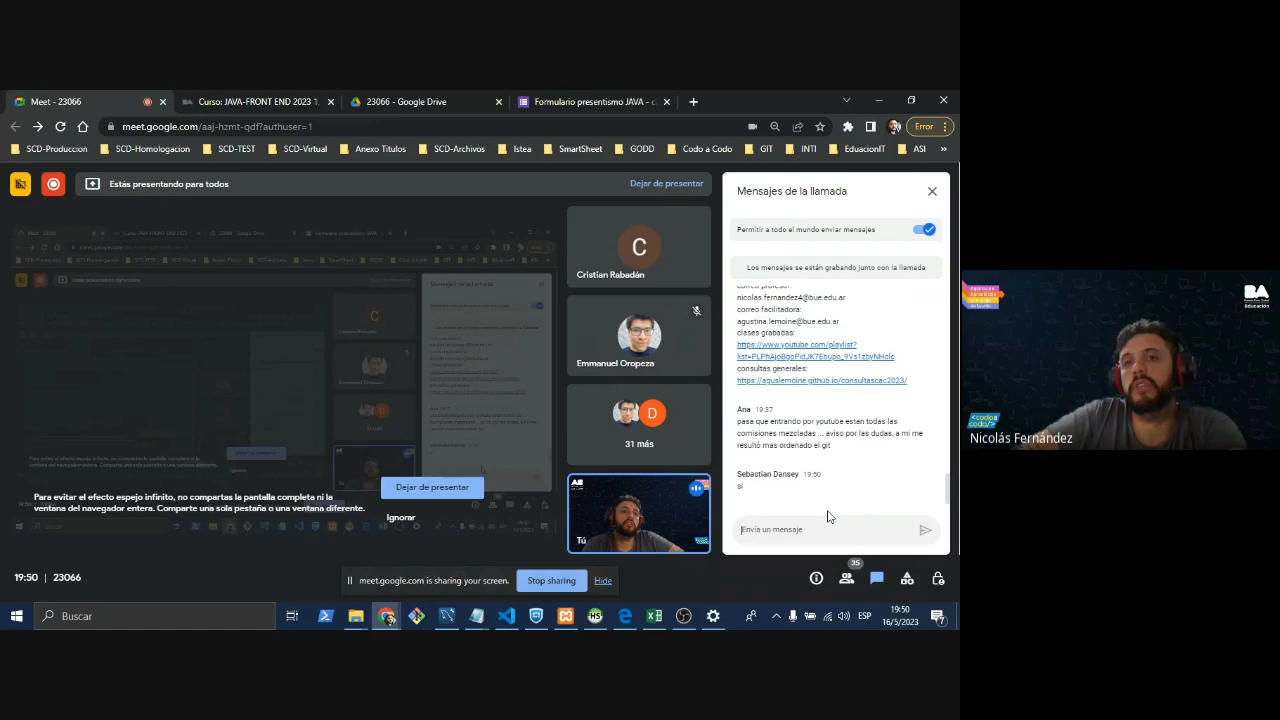 Meet - 23066
Curso: JAVA-FRONT END 2023 1.
23066 - Google Drive
Formulario presentismo JAVA - c
meet.google.com/aaj-hzmt-qdf?authuser=1
Error
SCD-Produccion
SCD-Homologacion
SCD-TEST
SCD-Virtual
Anexo Titulos
SCD-Archivos
Istea
SmartSheet
GODD
Codo a Codo
GIT
INTI
EduacionIT
ASI
Estás presentando para todos
Dejar de presentar
C
Cristian Rabadán
Emmanuel Oropeza
D
31 más
Tú
Para evitar el efecto espejo infinito, no compartas la pantalla completa ni la
ventana del navegador entera. Comparte una sola pestaña o una ventana diferente.
Dejar de presentar
Ignorar
Mensajes de la llamada
Permitir a todo el mundo enviar mensajes
Los mensajes se están grabando junto con la llamada
correo profesor:
nicolas.fernandez4@bue.edu.ar
correo facilitadora:
agustina.lemoine@bue.edu.ar
clases grabadas:
https://www.youtube.com/playlist?
consultas generales:
https://aguslemoine.github.io/consultascac2023/
Ana 19:37
pasa que entrando por youtube estan todas las
comisiones mezcladas ... aviso por las dudas, a mi me
resultó mas ordenado el git
Sebastian Dansey 19:50
si
Envía un mensaje
35
19:50 | 23066
meet.google.com is sharing your screen.
Stop sharing
Hide
Buscar
ESP
19:50
16/5/2023
7
BA
Educación
<codo a
codo/>
Nicolás Fernández